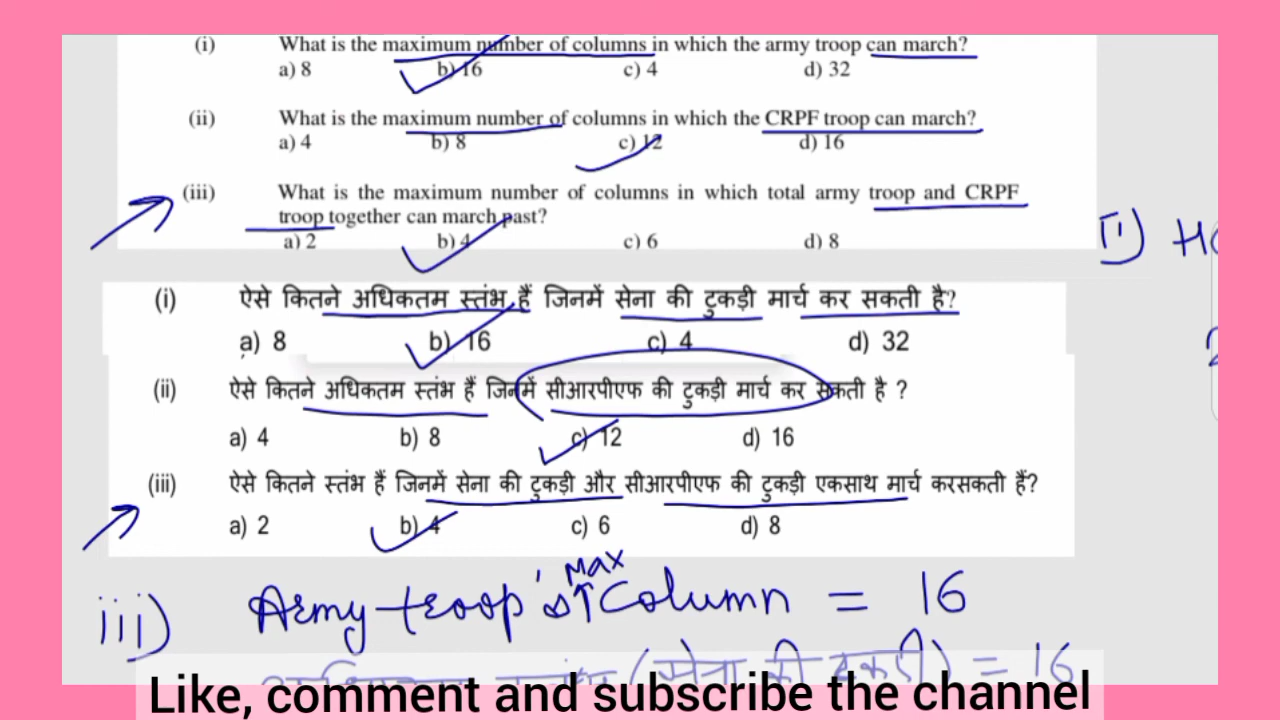 (i) What is the maximum number of columns in which the army troop can march?
a) 8 b) 16 c) 4 d) 32
(ii) What is the maximum number of columns in which the CRPF troop can march?
a) 4 b) 8 c) 12 d) 16
(iii) What is the maximum number of columns in which total army troop and CRPF
troop together can march past?
a) 2 b) 4 c) 6 d) 8
(i)
(i) ऐसे कितने अधिकतम स्तंभ हैं जिनमें सेना की टुकड़ी मार्च कर सकती है?
a) 8 b) 16 c) 4 d) 32
(ii) ऐसे कितने अधिकतम स्तंभ हैं जिनमें सीआरपीएफ की टुकड़ी मार्च कर सकती है ?
a) 4 b) 8 c) 12 d) 16
(iii) ऐसे कितने स्तंभ हैं जिनमें सेना की टुकड़ी और सीआरपीएफ की टुकड़ी एकसाथ मार्च करसकती हैं?
a) 2 b) 4 c) 6 d) 8
Max
iii) Army troop's Column = 16
(सेना की टुकड़ी) = 16
Like, comment and subscribe the channel